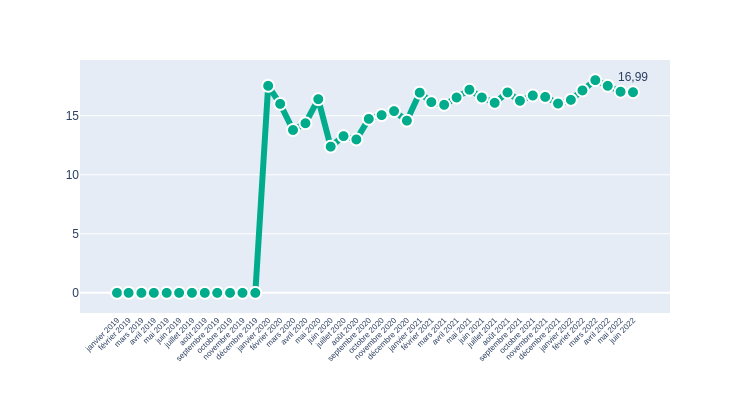 16,99
15
10
5
0
janvier 2019
février 2019
mars 2019
avril 2019
mai 2019
juin 2019
juillet 2019
août 2019
septembre 2019
octobre 2019
novembre 2019
décembre 2019
janvier 2020
février 2020
mars 2020
avril 2020
mai 2020
juin 2020
juillet 2020
août 2020
septembre 2020
octobre 2020
novembre 2020
décembre 2020
janvier 2021
février 2021
mars 2021
avril 2021
mai 2021
juin 2021
juillet 2021
août 2021
septembre 2021
octobre 2021
novembre 2021
décembre 2021
janvier 2022
février 2022
mars 2022
avril 2022
mai 2022
juin 2022